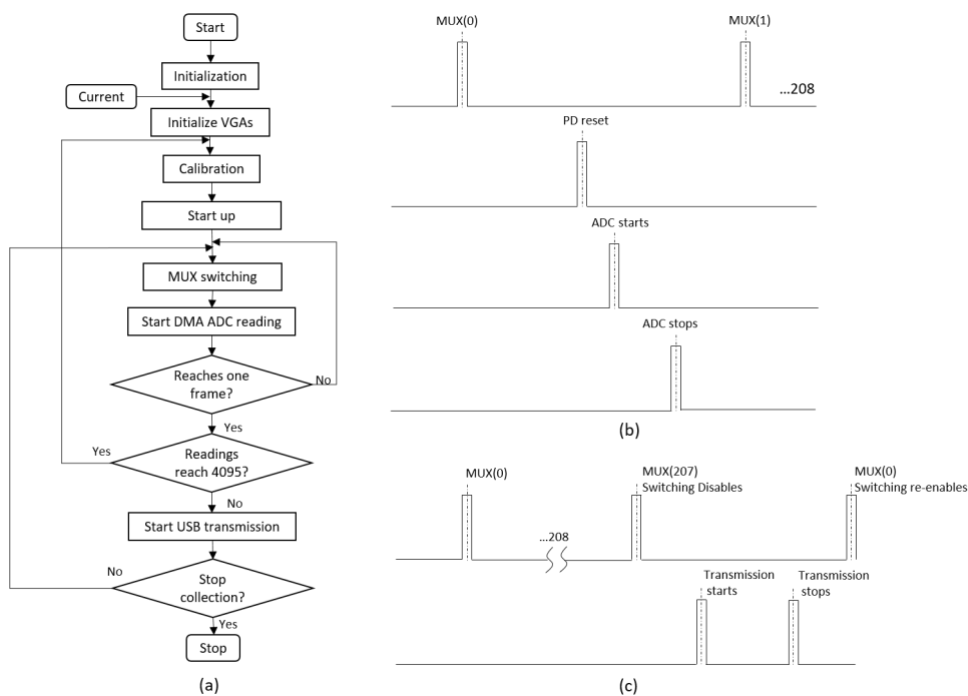 Start
Initialization
Current
Initialize VGAs
Calibration
Start up
MUX switching
Start DMA ADC reading
Reaches one
frame?
No
Yes
Yes
Readings
reach 4095?
No
Start USB transmission
No
Stop
collection?
Yes
Stop
(a)
MUX(0)
MUX(1)
...208
PD reset
ADC starts
ADC stops
(b)
MUX(0)
MUX(207)
Switching Disables
MUX(0)
Switching re-enables
...208
Transmission
starts
Transmission
stops
(c)